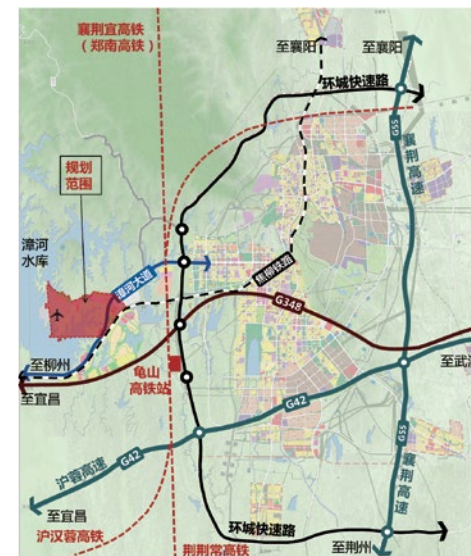 襄荆宜高铁
(郑南高铁)
至襄阳
至襄阳
环城快速路
G55
襄荆高速
规划
范围
漳河
水库
漳河大道
焦柳铁路
G348
至柳州
至宜昌
龟山
高铁站
至武汉
G42
G42
沪蓉高速
至宜昌
G55
襄荆高速
环城快速路
沪汉蓉高铁
荆荆常高铁
至荆州